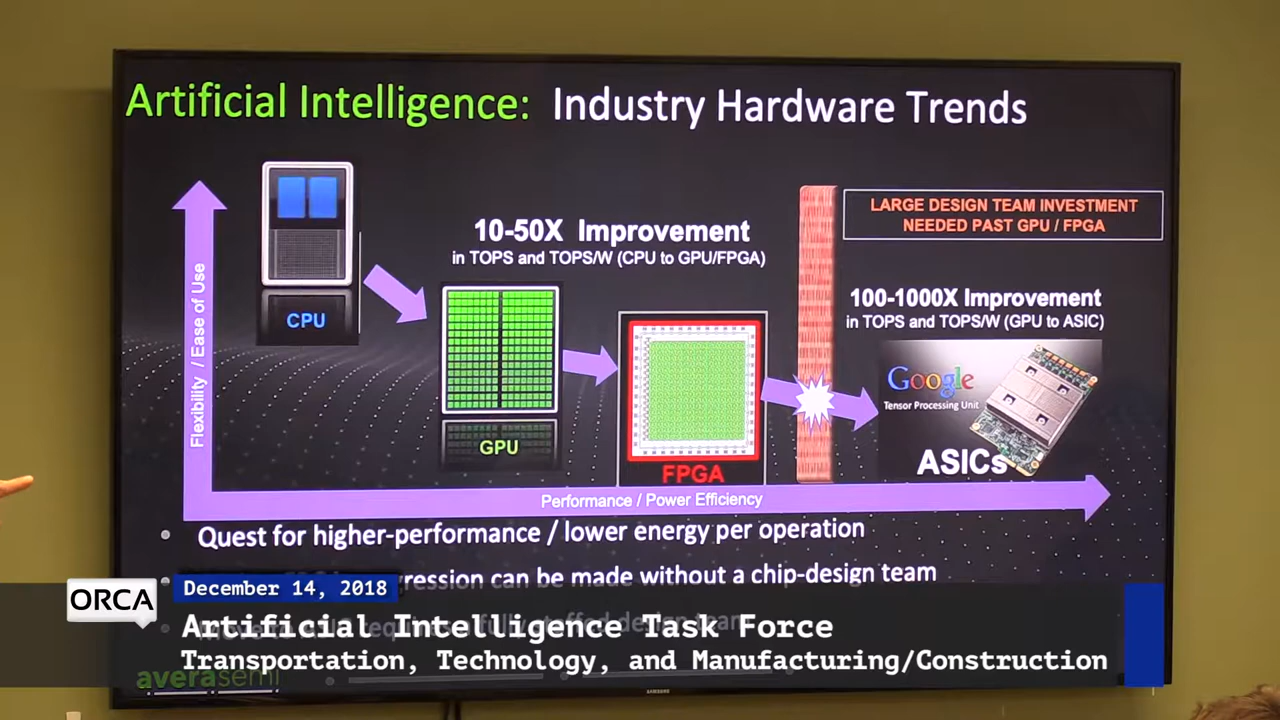 Artificial Intelligence: Industry Hardware Trends
Flexibility / Ease of Use
CPU
10-50X Improvement
in TOPS and TOPS/W (CPU to GPU/FPGA)
GPU
FPGA
LARGE DESIGN TEAM INVESTMENT
NEEDED PAST GPU / FPGA
100-1000X Improvement
in TOPS and TOPS/W (GPU to ASIC)
Google
Tensor Processing Unit
ASICs
Performance / Power Efficiency
• Quest for higher-performance / lower energy per operation
can be made without a chip-design team
ORCA
December 14, 2018
Artificial Intelligence Task Force
Transportation, Technology, and Manufacturing/Construction
averasemi
SAMSUNG